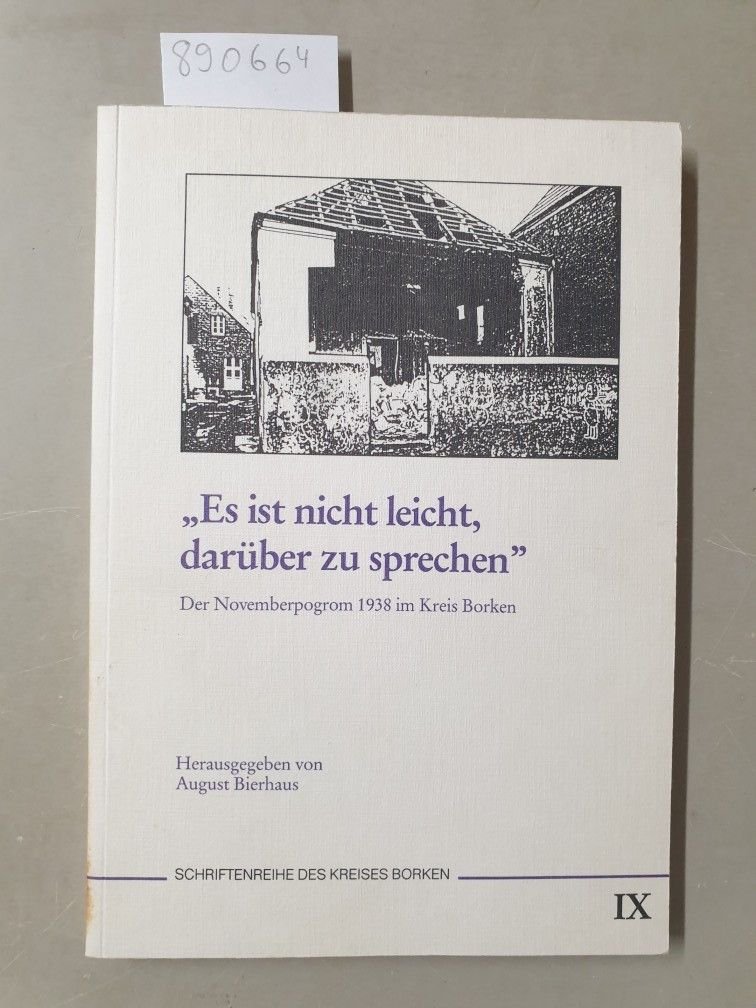 890664
„Es ist nicht leicht,
darüber zu sprechen”
Der Novemberpogrom 1938 im Kreis Borken
Herausgegeben von
August Bierhaus
SCHRIFTENREIHE DES KREISES BORKEN
IX